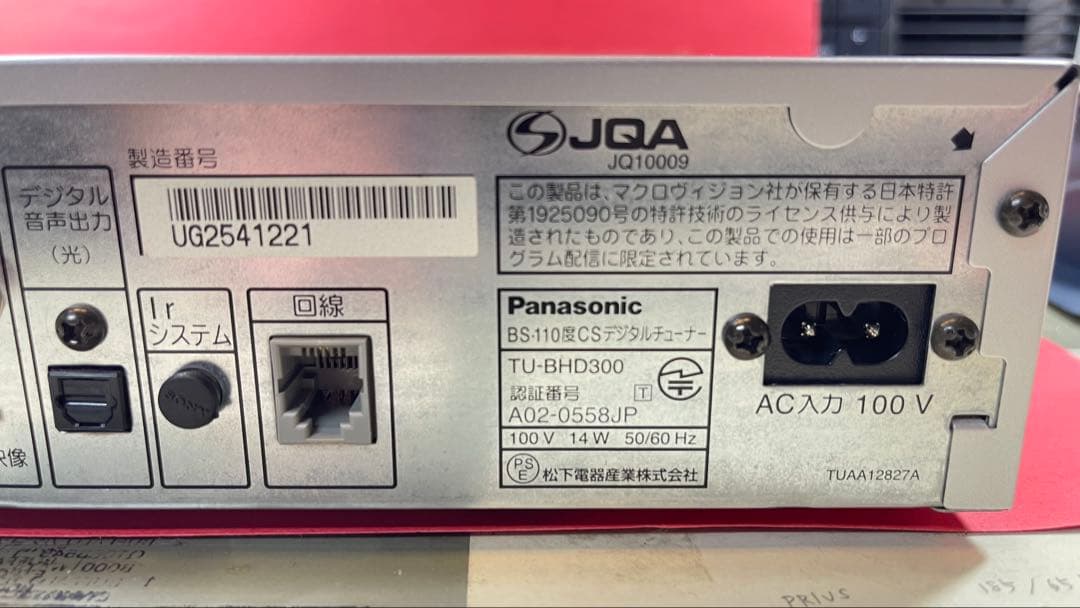 JQA
JQ10009
製造番号
UG2541221
この製品は、マクロヴィジョン社が保有する日本特許
第1925090号の特許技術のライセンス供与により製
造されたものであり、この製品での使用は一部のプロ
グラム配信に限定されています。
デジタル
音声出力
(光)
Ir
システム
SONY
回線
Panasonic
BS・110度CSデジタルチューナー
TU-BHD300
認証番号 T
A02-0558JP
100 V 14 W 50/60 Hz
PS
E
松下電器産業株式会社
AC入力 100 V
TUAA12827A
映像
PRIUS
185 / 65